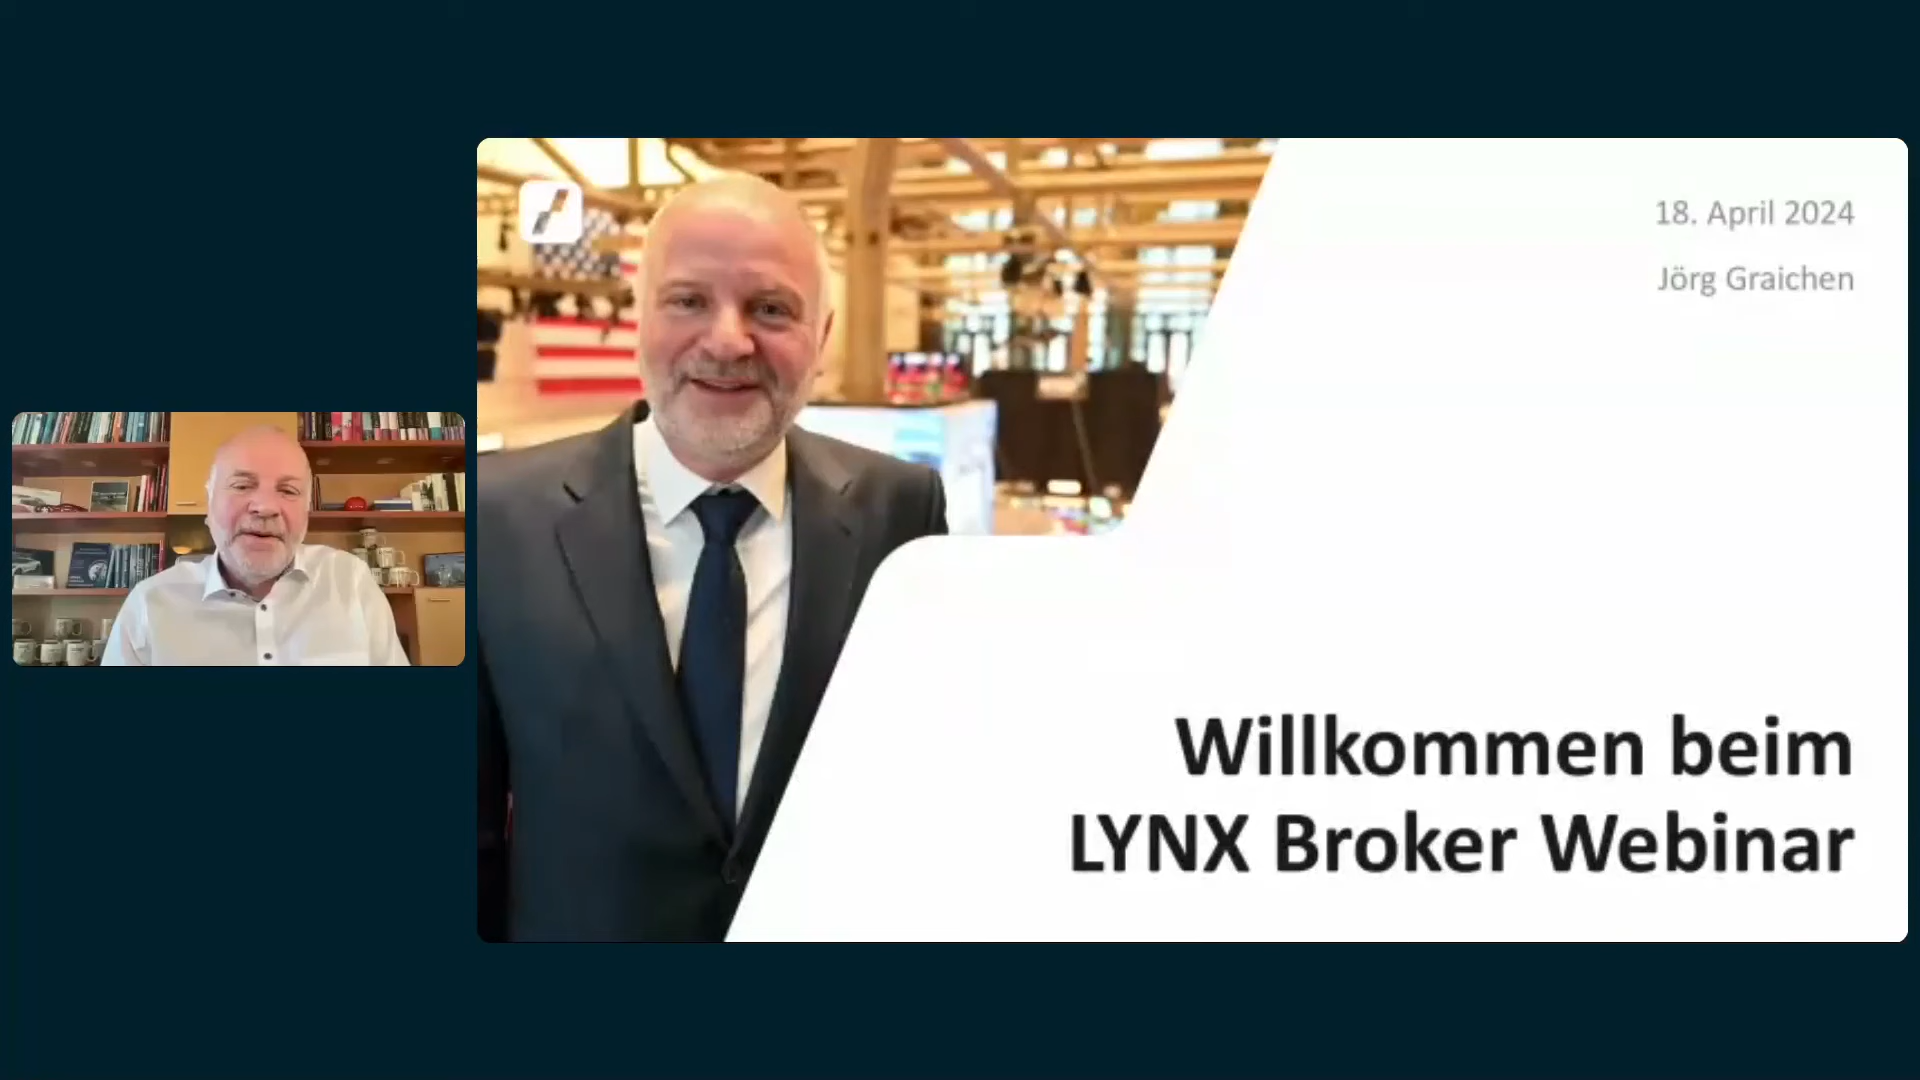 18. April 2024
Jörg Graichen
Willkommen beim
LYNX Broker Webinar